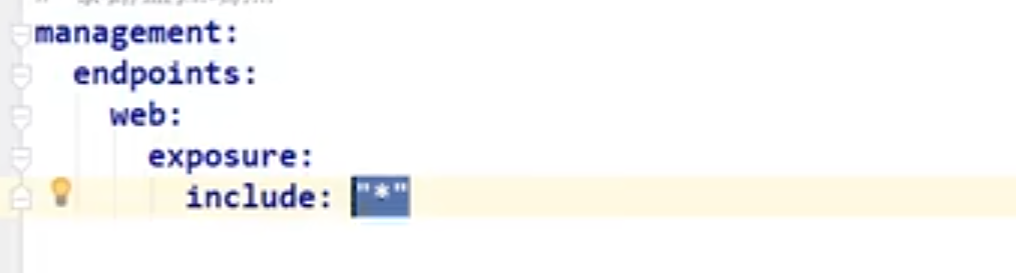 management:
  endpoints:
    web:
      exposure:
        include: "*"